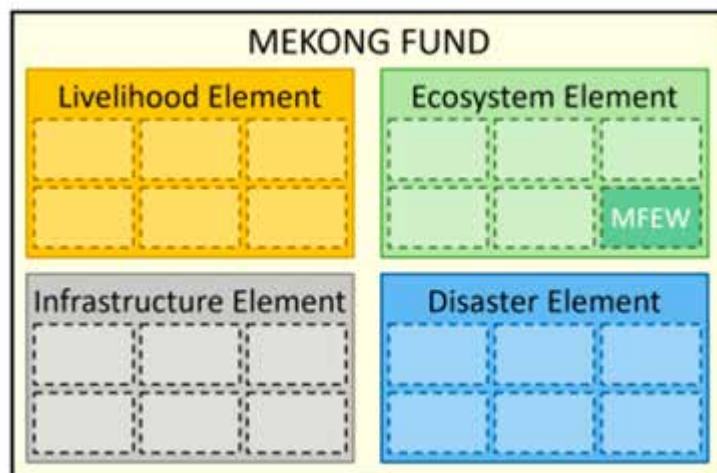 MEKONG FUND
Livelihood Element
Ecosystem Element
MFEW
Infrastructure Element
Disaster Element